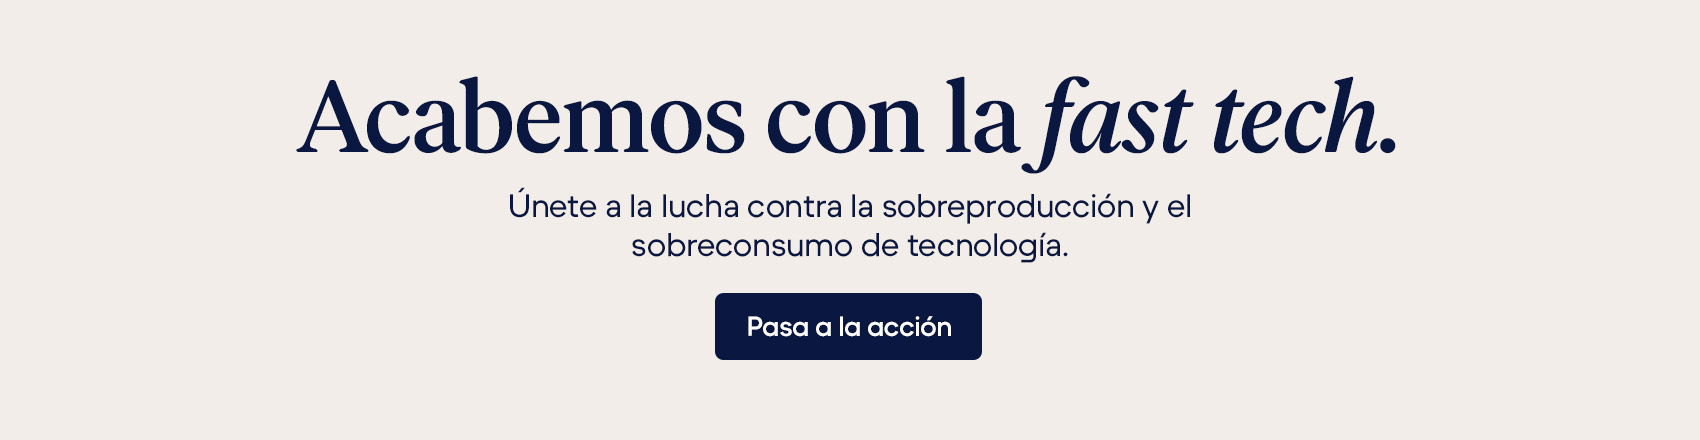 Acabemos con la fast tech.
Únete a la lucha contra la sobreproducción y el
sobreconsumo de tecnología.
Pasa a la acción